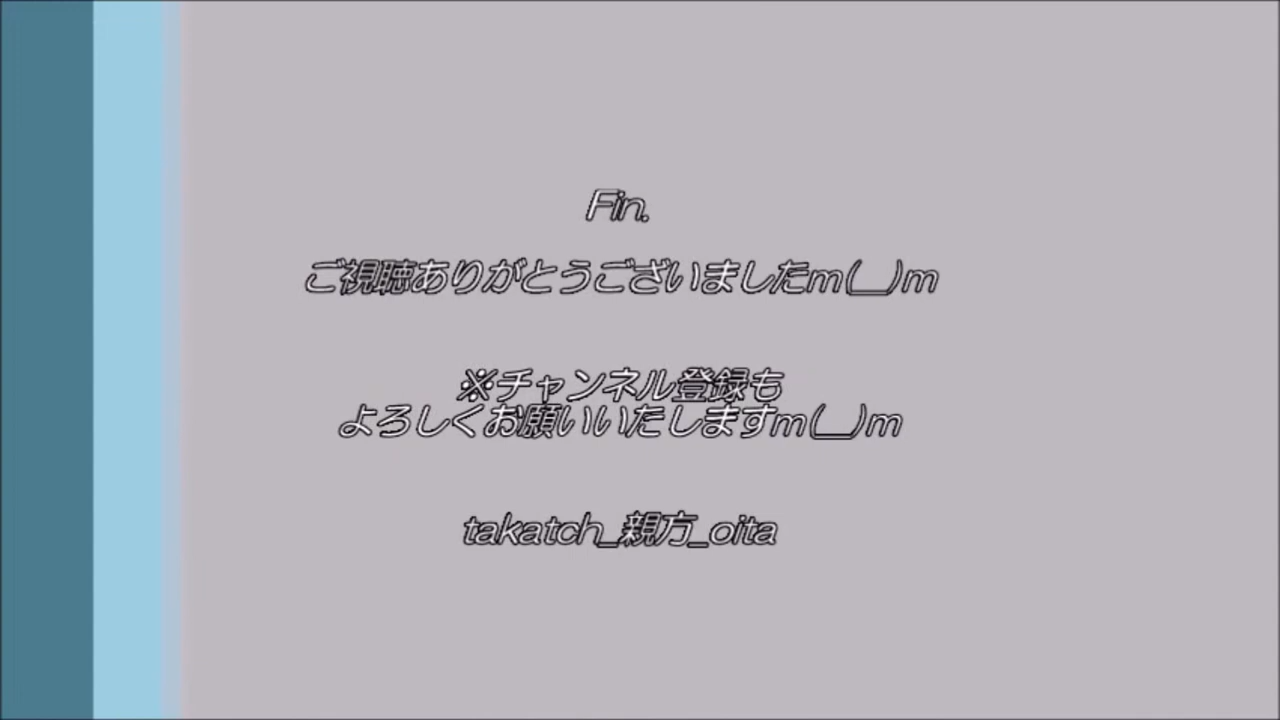 Fin.
ご視聴ありがとうございましたm(__)m
※チャンネル登録も
よろしくお願いいたしますm(__)m
takatch_親方_oita